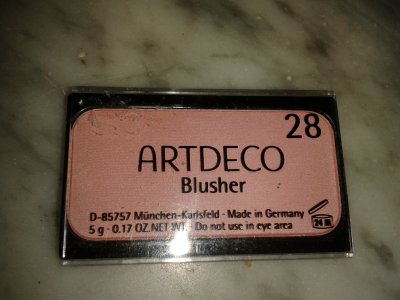 28
ARTDECO
Blusher
D-85757 München-Karlsfeld - Made in Germany
5 g - 0.17 OZ.NET WT. - Do not use in eye area
24 M